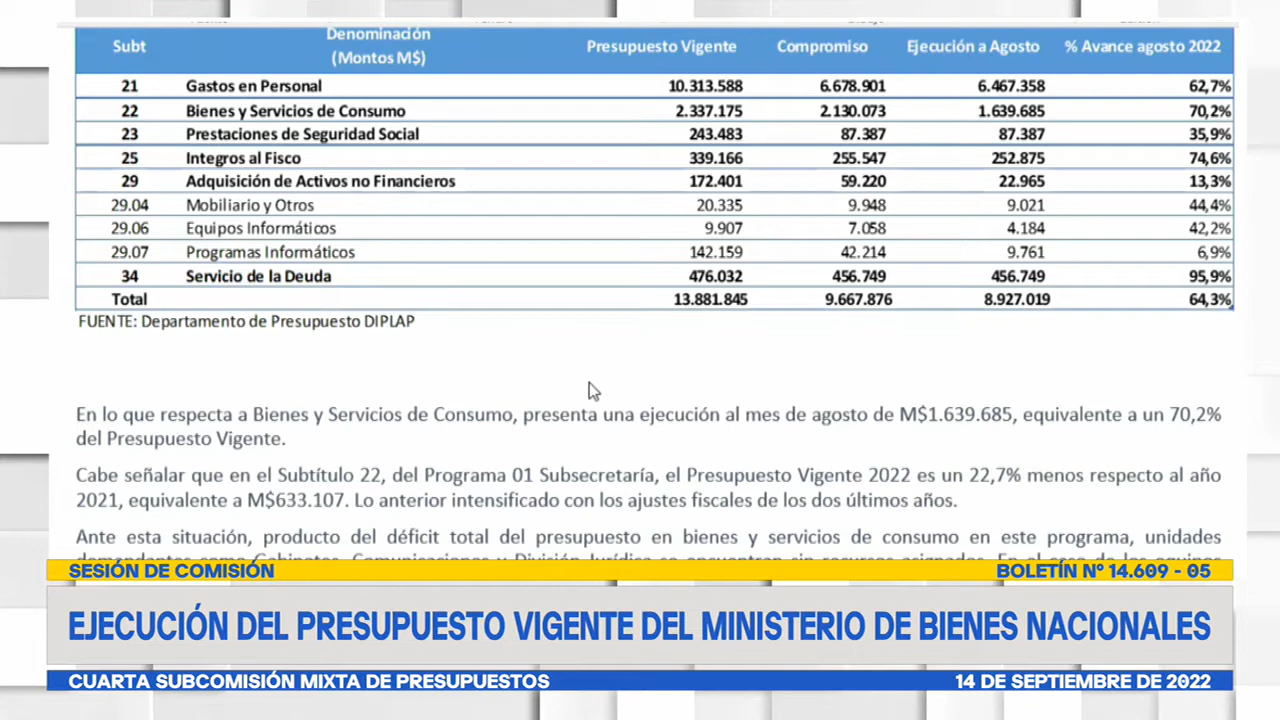 Subt Denominación (Montos M$) Presupuesto Vigente Compromiso Ejecución a Agosto % Avance agosto 2022
21 Gastos en Personal 10.313.588 6.678.901 6.467.358 62,7%
22 Bienes y Servicios de Consumo 2.337.175 2.130.073 1.639.685 70,2%
23 Prestaciones de Seguridad Social 243.483 87.387 87.387 35,9%
25 Integros al Fisco 339.166 255.547 252.875 74,6%
29 Adquisición de Activos no Financieros 172.401 59.220 22.965 13,3%
29.04 Mobiliario y Otros 20.335 9.948 9.021 44,4%
29.06 Equipos Informáticos 9.907 7.058 4.184 42,2%
29.07 Programas Informáticos 142.159 42.214 9.761 6,9%
34 Servicio de la Deuda 476.032 456.749 456.749 95,9%
Total 13.881.845 9.667.876 8.927.019 64,3%
FUENTE: Departamento de Presupuesto DIPLAP
En lo que respecta a Bienes y Servicios de Consumo, presenta una ejecución al mes de agosto de M$1.639.685, equivalente a un 70,2%
del Presupuesto Vigente.
Cabe señalar que en el Subtítulo 22, del Programa 01 Subsecretaría, el Presupuesto Vigente 2022 es un 22,7% menos respecto al año
2021, equivalente a M$633.107. Lo anterior intensificado con los ajustes fiscales de los dos últimos años.
Ante esta situación, producto del déficit total del presupuesto en bienes y servicios de consumo en este programa, unidades
SESIÓN DE COMISIÓN BOLETÍN Nº 14.609 - 05
EJECUCIÓN DEL PRESUPUESTO VIGENTE DEL MINISTERIO DE BIENES NACIONALES
CUARTA SUBCOMISIÓN MIXTA DE PRESUPUESTOS 14 DE SEPTIEMBRE DE 2022